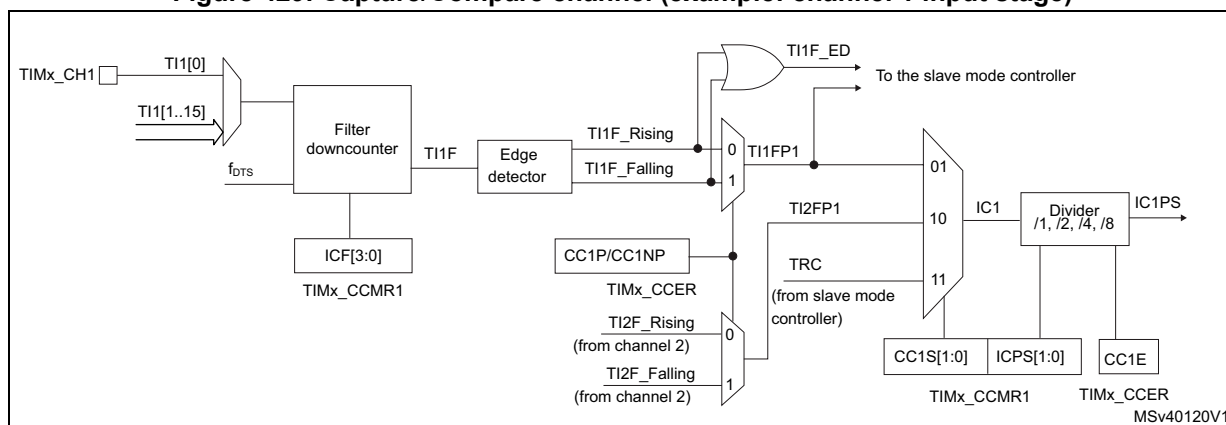 Figure 426. Capture/Compare channel (example: channel 1 input stage)
TI1F_ED
To the slave mode controller
TIMx_CH1
TI1[0]
TI1[1..15]
fDTS
Filter
downcounter
TI1F
Edge
detector
TI1F_Rising
TI1F_Falling
0
1
TI1FP1
01
TI2FP1
10
IC1
Divider
/1, /2, /4, /8
IC1PS
ICF[3:0]
TIMx_CCMR1
CC1P/CC1NP
TIMx_CCER
TRC
(from slave mode
controller)
11
TI2F_Rising
(from channel 2)
TI2F_Falling
(from channel 2)
0
1
CC1S[1:0]
ICPS[1:0]
TIMx_CCMR1
CC1E
TIMx_CCER
MSv40120V1